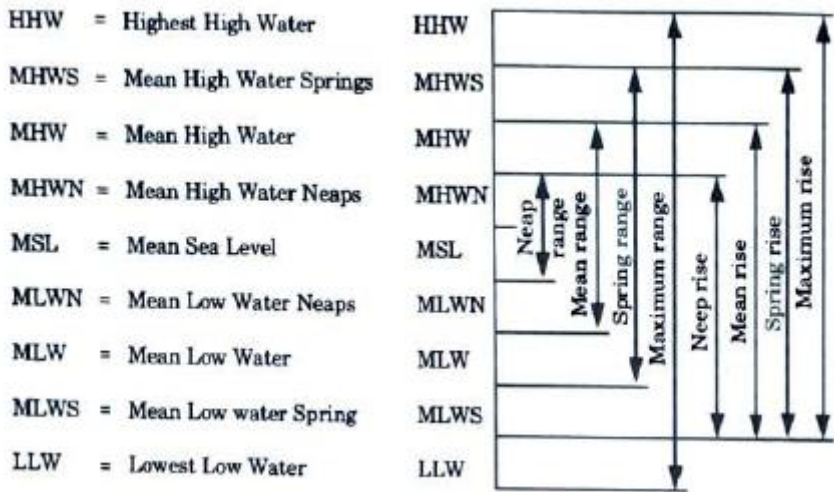 HHW = Highest High Water
MHWS = Mean High Water Springs
MHW = Mean High Water
MHWN = Mean High Water Neaps
MSL = Mean Sea Level
MLWN = Mean Low Water Neaps
MLW = Mean Low Water
MLWS = Mean Low water Spring
LLW = Lowest Low Water
HHW
MHWS
MHW
MHWN
MSL
MLWN
MLW
MLWS
LLW
Neap
range
Mean range
Spring range
Maximum range
Neep rise
Mean rise
Spring rise
Maximum rise